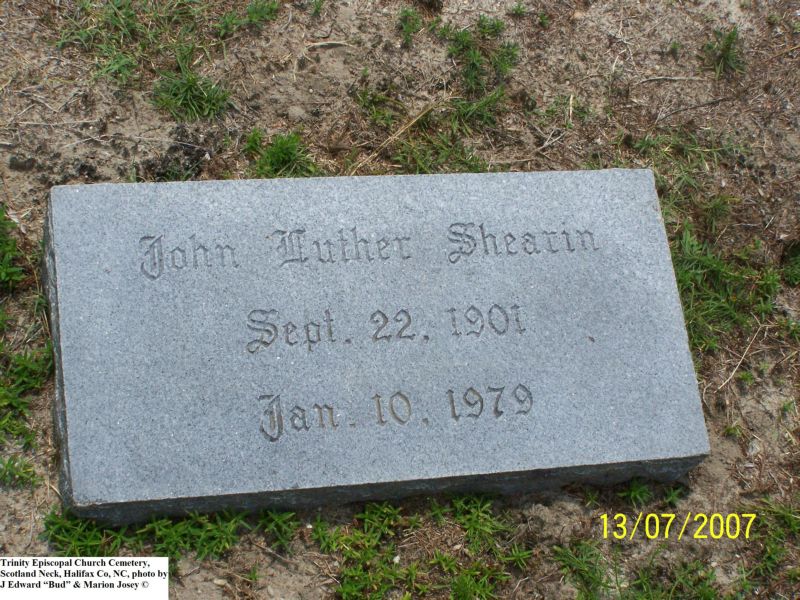 John Luther Shearin
Sept. 22, 1901
Jan. 10, 1979
13/07/2007
Trinity Episcopal Church Cemetery,
Scotland Neck, Halifax Co, NC, photo by
J Edward “Bud” & Marion Josey ©